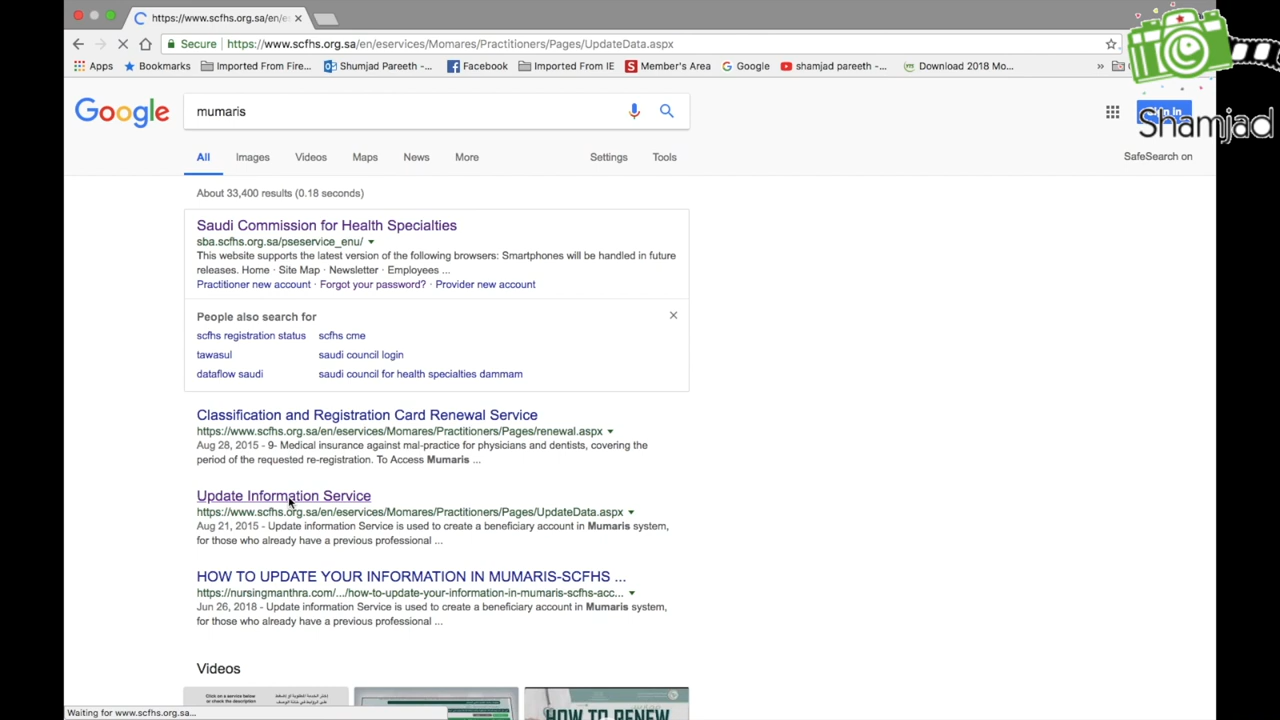 https://www.scfhs.org.sa/en/es
Secure https://www.scfhs.org.sa/en/eservices/Momares/Practitioners/Pages/UpdateData.aspx
Apps Bookmarks Imported From Fire... Shumjad Pareeth -... Facebook Imported From IE Member's Area Google shamjad pareeth -... Download 2018 Mo... »
Google mumaris
Shamjad
All Images Videos Maps News More Settings Tools SafeSearch on
About 33,400 results (0.18 seconds)
Saudi Commission for Health Specialties
sba.scfhs.org.sa/pseservice_enu/
This website supports the latest version of the following browsers: Smartphones will be handled in future
releases. Home · Site Map · Newsletter · Employees ...
Practitioner new account · Forgot your password? · Provider new account
People also search for
scfhs registration status scfhs cme
tawasul saudi council login
dataflow saudi saudi council for health specialties dammam
Classification and Registration Card Renewal Service
https://www.scfhs.org.sa/en/eservices/Momares/Practitioners/Pages/renewal.aspx
Aug 28, 2015 - 9- Medical insurance against mal-practice for physicians and dentists, covering the
period of the requested re-registration. To Access Mumaris ...
Update Information Service
https://www.scfhs.org.sa/en/eservices/Momares/Practitioners/Pages/UpdateData.aspx
Aug 21, 2015 - Update information Service is used to create a beneficiary account in Mumaris system,
for those who already have a previous professional ...
HOW TO UPDATE YOUR INFORMATION IN MUMARIS-SCFHS ...
https://nursingmanthra.com/.../how-to-update-your-information-in-mumaris-scfhs-acc...
Jun 26, 2018 - Update information Service is used to create a beneficiary account in Mumaris system,
for those who already have a previous professional ...
Videos
Click on a service below
or check the description
HOW TO RENEW
Waiting for www.scfhs.org.sa...